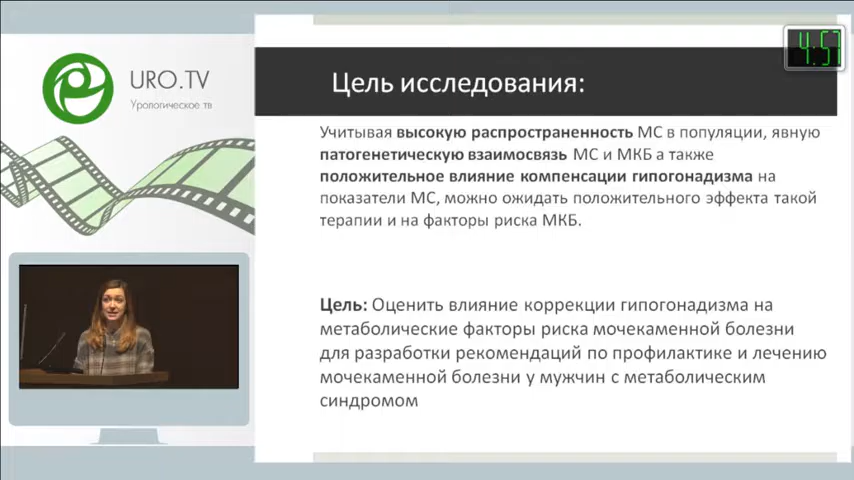 URO.TV
Урологическое тв
4:57
Цель исследования:
Учитывая высокую распространенность МС в популяции, явную
патогенетическую взаимосвязь МС и МКБ а также
положительное влияние компенсации гипогонадизма на
показатели МС, можно ожидать положительного эффекта такой
терапии и на факторы риска МКБ.
Цель: Оценить влияние коррекции гипогонадизма на
метаболические факторы риска мочекаменной болезни
для разработки рекомендаций по профилактике и лечению
мочекаменной болезни у мужчин с метаболическим
синдромом